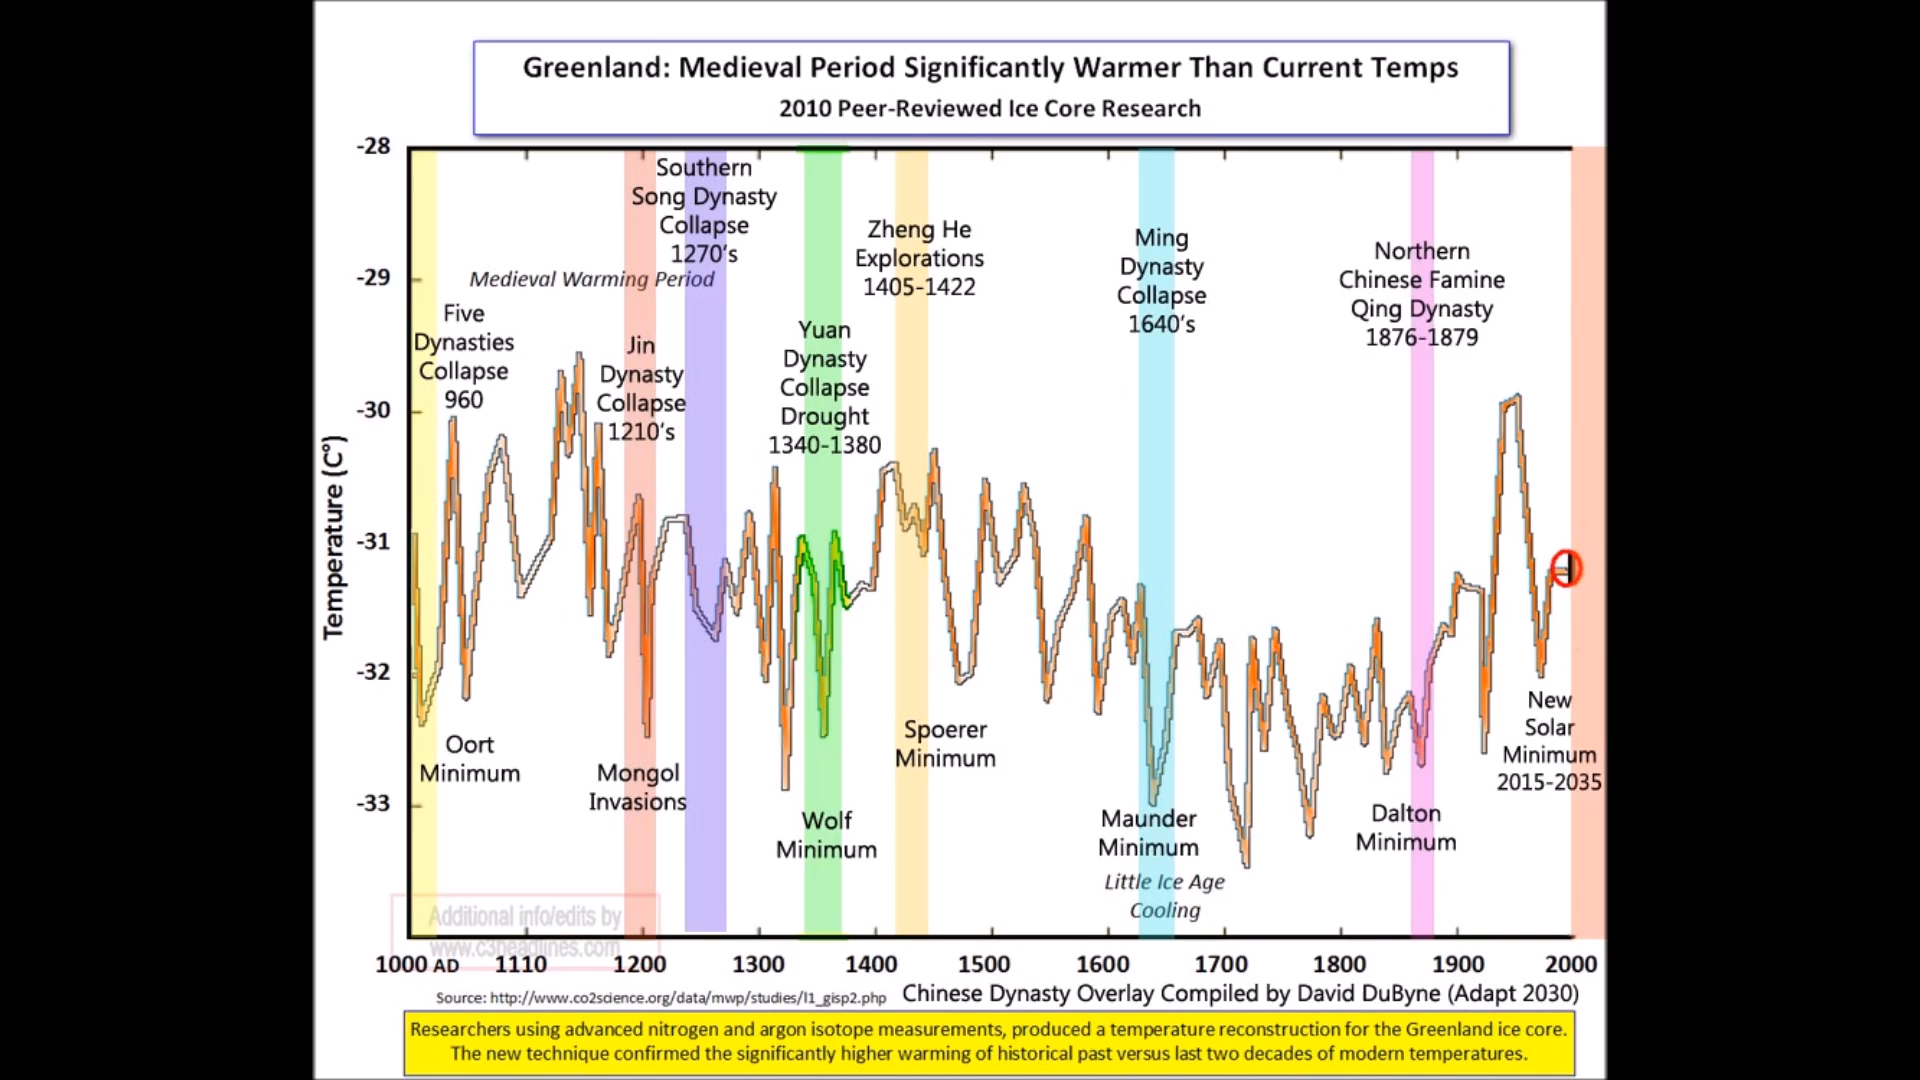 Greenland: Medieval Period Significantly Warmer Than Current Temps
2010 Peer-Reviewed Ice Core Research
-28
-29
-30
-31
-32
-33
Temperature (C°)
Southern
Song Dynasty
Collapse
1270's
Medieval Warming Period
Five
Dynasties
Collapse
960
Jin
Dynasty
Collapse
1210's
Yuan
Dynasty
Collapse
Drought
1340-1380
Zheng He
Explorations
1405-1422
Ming
Dynasty
Collapse
1640's
Northern
Chinese Famine
Qing Dynasty
1876-1879
Oort
Minimum
Mongol
Invasions
Wolf
Minimum
Spoerer
Minimum
Maunder
Minimum
Little Ice Age
Cooling
Dalton
Minimum
New
Solar
Minimum
2015-2035
Additional info/edits by
www.c3headlines.com
1000 AD 1110 1200 1300 1400 1500 1600 1700 1800 1900 2000
Source: http://www.co2science.org/data/mwp/studies/l1_gisp2.php
Chinese Dynasty Overlay Compiled by David DuByne (Adapt 2030)
Researchers using advanced nitrogen and argon isotope measurements, produced a temperature reconstruction for the Greenland ice core.
The new technique confirmed the significantly higher warming of historical past versus last two decades of modern temperatures.